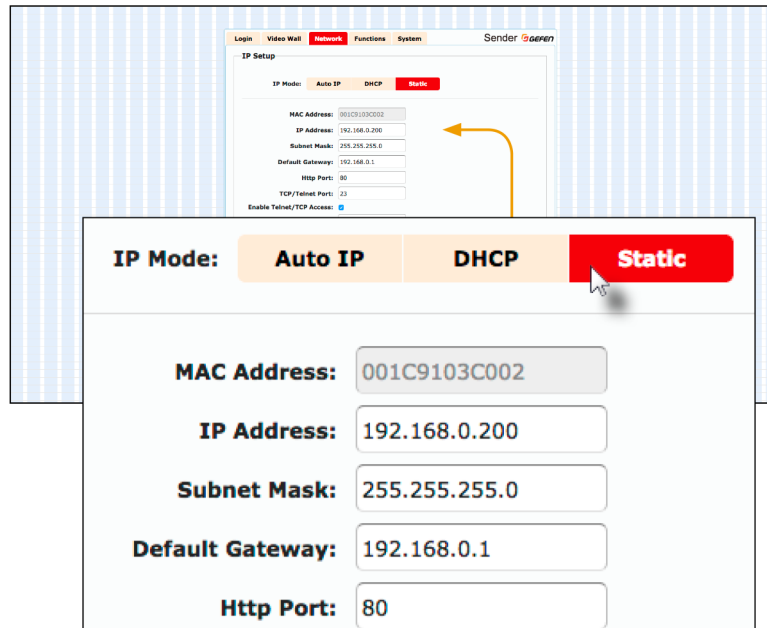 Login Video Wall Network Functions System Sender GEFEN
IP Setup
IP Mode: Auto IP DHCP Static
MAC Address: 001C9103C002
IP Address: 192.168.0.200
Subnet Mask: 255.255.255.0
Default Gateway: 192.168.0.1
Http Port: 80
TCP/Telnet Port: 23
Enable Telnet/TCP Access:
IP Mode: Auto IP DHCP Static
MAC Address: 001C9103C002
IP Address: 192.168.0.200
Subnet Mask: 255.255.255.0
Default Gateway: 192.168.0.1
Http Port: 80